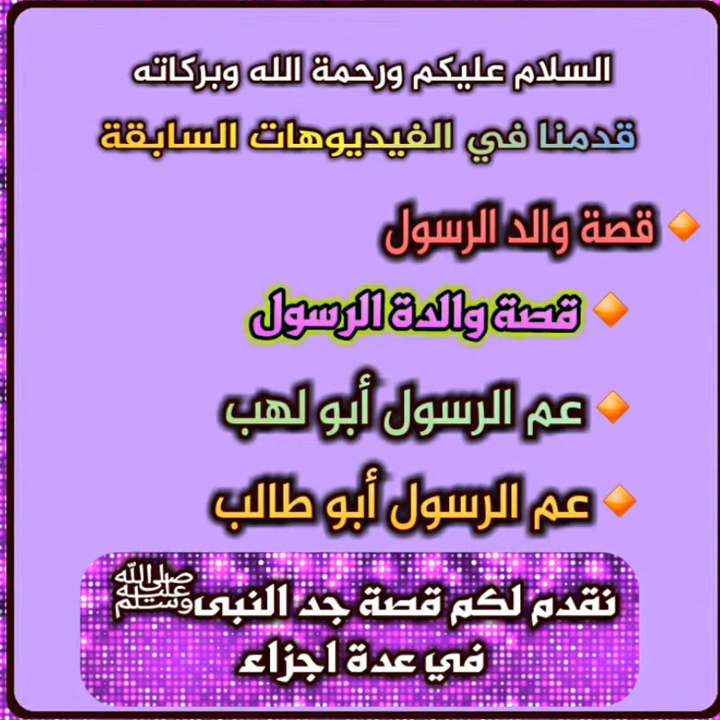 السلام عليكم ورحمة الله وبركاته
قدمنا في الفيديوهات السابقة
🔸 قصة والد الرسول
🔸 قصة والدة الرسول
🔸 عم الرسول أبو لهب
🔸 عم الرسول أبو طالب
نقدم لكم قصة جد النبى ﷺ
في عدة اجزاء